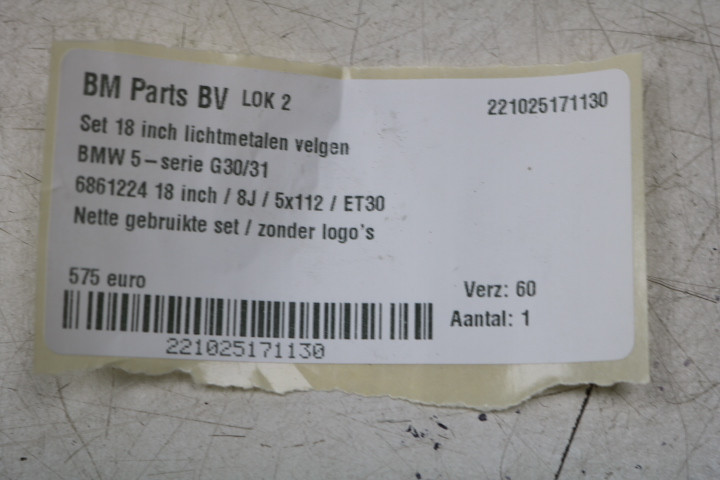 BM Parts BV LOK 2 221025171130
Set 18 inch lichtmetalen velgen
BMW 5-serie G30/31
6861224 18 inch / 8J / 5x112 / ET30
Nette gebruikte set / zonder logo's
575 euro
Verz: 60
Aantal: 1
221025171130